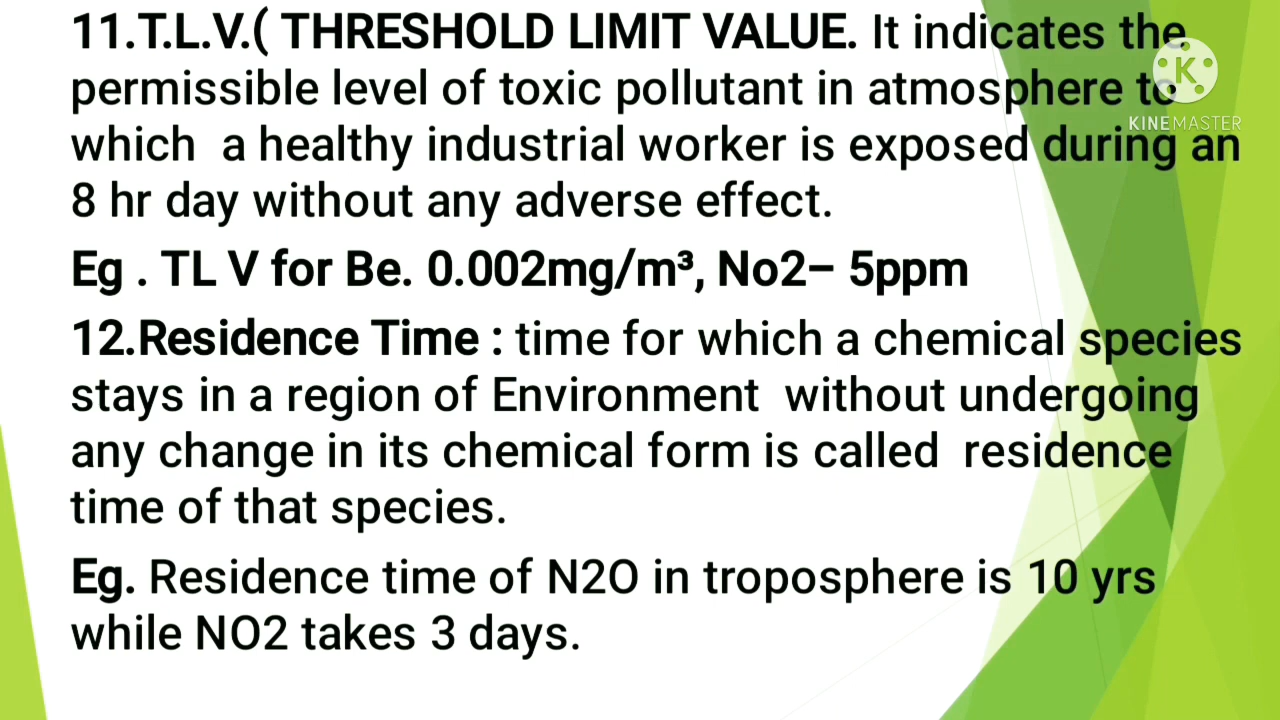 11.T.L.V.( THRESHOLD LIMIT VALUE. It indicates the
permissible level of toxic pollutant in atmosphere to
which a healthy industrial worker is exposed during an
8 hr day without any adverse effect.
Eg . TL V for Be. 0.002mg/m³, No2– 5ppm
12.Residence Time : time for which a chemical species
stays in a region of Environment without undergoing
any change in its chemical form is called residence
time of that species.
Eg. Residence time of N2O in troposphere is 10 yrs
while NO2 takes 3 days.
K
KINEMASTER